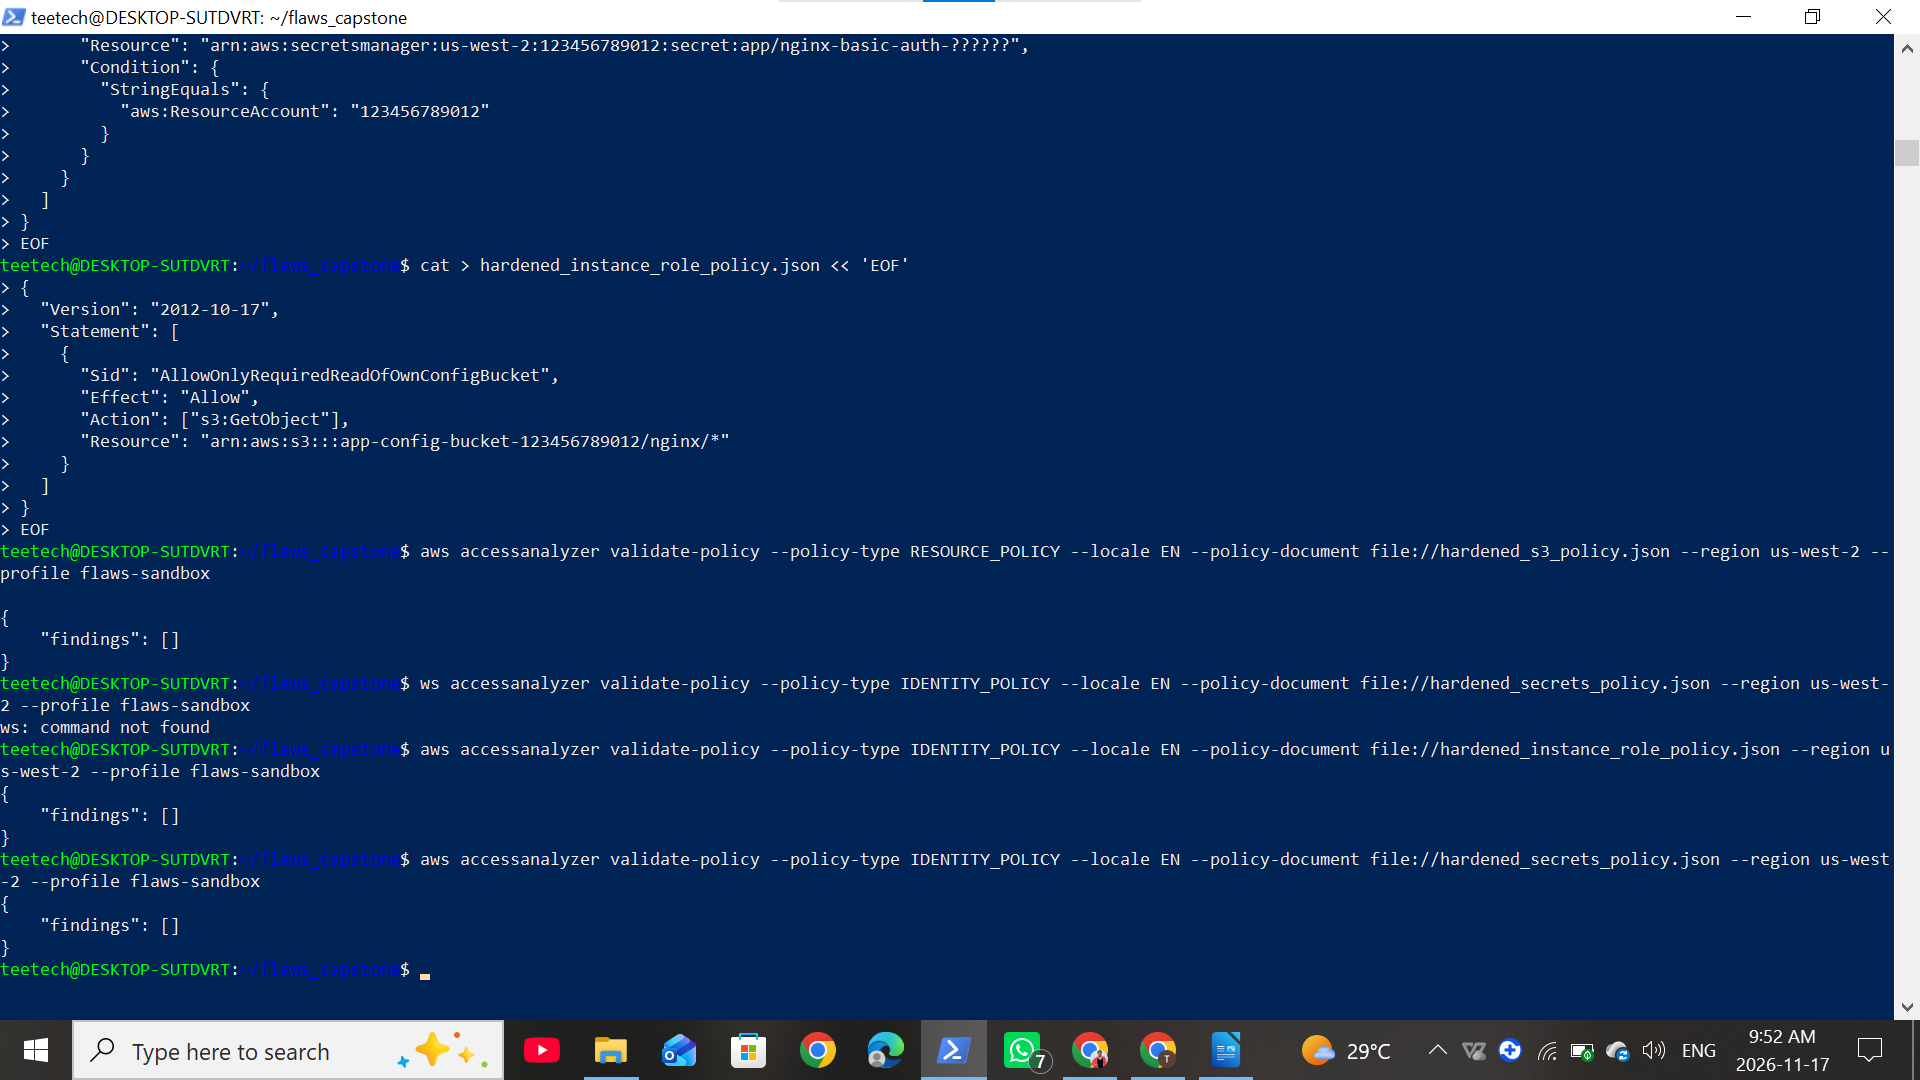 teetech@DESKTOP-SUTDVRT: ~/flaws_capstone
>       "Resource": "arn:aws:secretsmanager:us-west-2:123456789012:secret:app/nginx-basic-auth-??????",
>       "Condition": {
>         "StringEquals": {
>           "aws:ResourceAccount": "123456789012"
>         }
>       }
>     }
>   ]
> }
> EOF
teetech@DESKTOP-SUTDVRT:~/flaws_capstone$ cat > hardened_instance_role_policy.json << 'EOF'
> {
>   "Version": "2012-10-17",
>   "Statement": [
>     {
>       "Sid": "AllowOnlyRequiredReadOfOwnConfigBucket",
>       "Effect": "Allow",
>       "Action": ["s3:GetObject"],
>       "Resource": "arn:aws:s3:::app-config-bucket-123456789012/nginx/*"
>     }
>   ]
> }
> EOF
teetech@DESKTOP-SUTDVRT:~/flaws_capstone$ aws accessanalyzer validate-policy --policy-type RESOURCE_POLICY --locale EN --policy-document file://hardened_s3_policy.json --region us-west-2 --
profile flaws-sandbox
{
    "findings": []
}
teetech@DESKTOP-SUTDVRT:~/flaws_capstone$ ws accessanalyzer validate-policy --policy-type IDENTITY_POLICY --locale EN --policy-document file://hardened_secrets_policy.json --region us-west-
2 --profile flaws-sandbox
ws: command not found
teetech@DESKTOP-SUTDVRT:~/flaws_capstone$ aws accessanalyzer validate-policy --policy-type IDENTITY_POLICY --locale EN --policy-document file://hardened_instance_role_policy.json --region u
s-west-2 --profile flaws-sandbox
{
    "findings": []
}
teetech@DESKTOP-SUTDVRT:~/flaws_capstone$ aws accessanalyzer validate-policy --policy-type IDENTITY_POLICY --locale EN --policy-document file://hardened_secrets_policy.json --region us-west
-2 --profile flaws-sandbox
{
    "findings": []
}
teetech@DESKTOP-SUTDVRT:~/flaws_capstone$
Type here to search
7
T
29°C
ENG
9:52 AM
2026-11-17